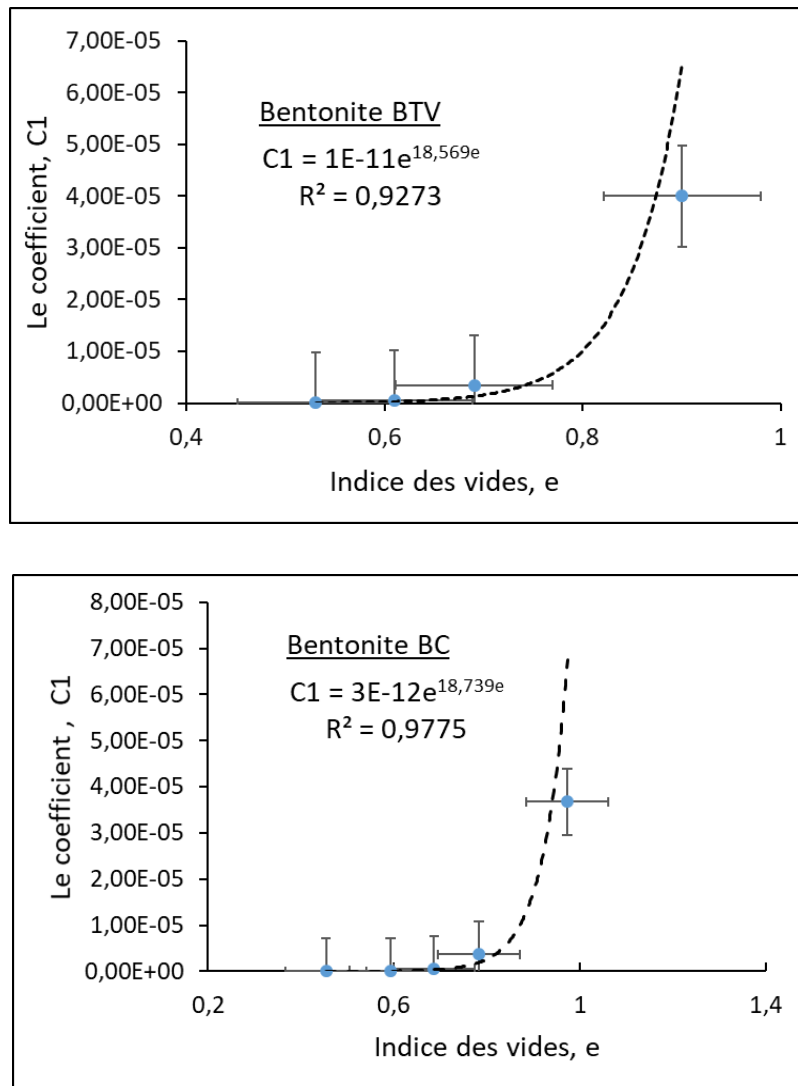 7,00E-05
6,00E-05
5,00E-05
4,00E-05
3,00E-05
2,00E-05
1,00E-05
0,00E+00
Le coefficient, C1
Bentonite BTV
C1 = 1E-11e^18,569e
R² = 0,9273
0,4 0,6 0,8 1
Indice des vides, e
8,00E-05
7,00E-05
6,00E-05
5,00E-05
4,00E-05
3,00E-05
2,00E-05
1,00E-05
0,00E+00
Le coefficient , C1
Bentonite BC
C1 = 3E-12e^18,739e
R² = 0,9775
0,2 0,6 1 1,4
Indice des vides, e